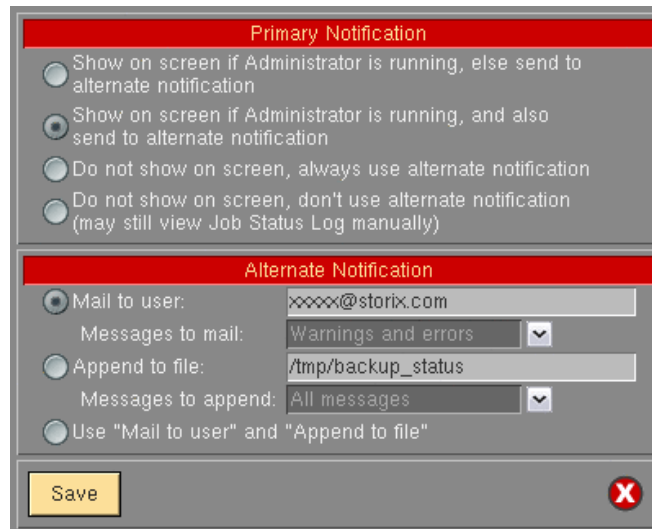 Primary Notification
Show on screen if Administrator is running, else send to
alternate notification
Show on screen if Administrator is running, and also
send to alternate notification
Do not show on screen, always use alternate notification
Do not show on screen, don't use alternate notification
(may still view Job Status Log manually)
Alternate Notification
Mail to user: xxxxx@storix.com
Messages to mail: Warnings and errors
Append to file: /tmp/backup_status
Messages to append: All messages
Use "Mail to user" and "Append to file"
Save